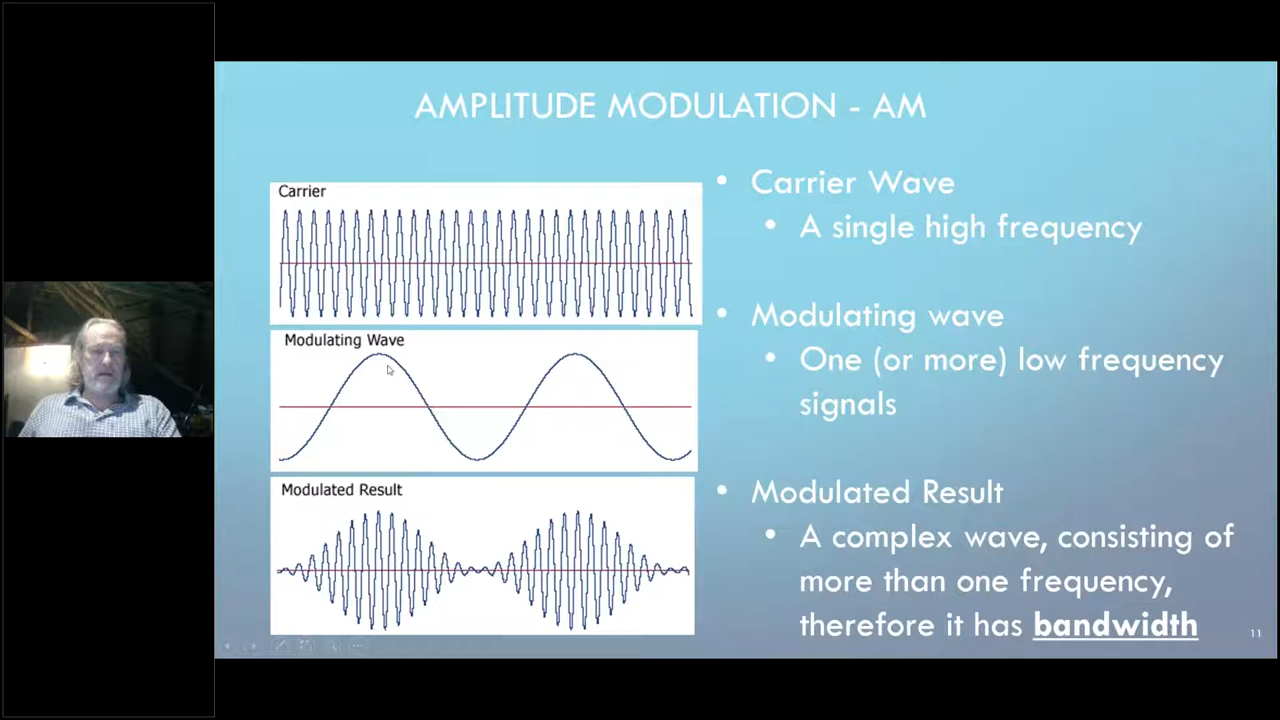 AMPLITUDE MODULATION - AM
Carrier
Modulating Wave
Modulated Result
• Carrier Wave
• A single high frequency
• Modulating wave
• One (or more) low frequency
signals
• Modulated Result
• A complex wave, consisting of
more than one frequency,
therefore it has bandwidth
11